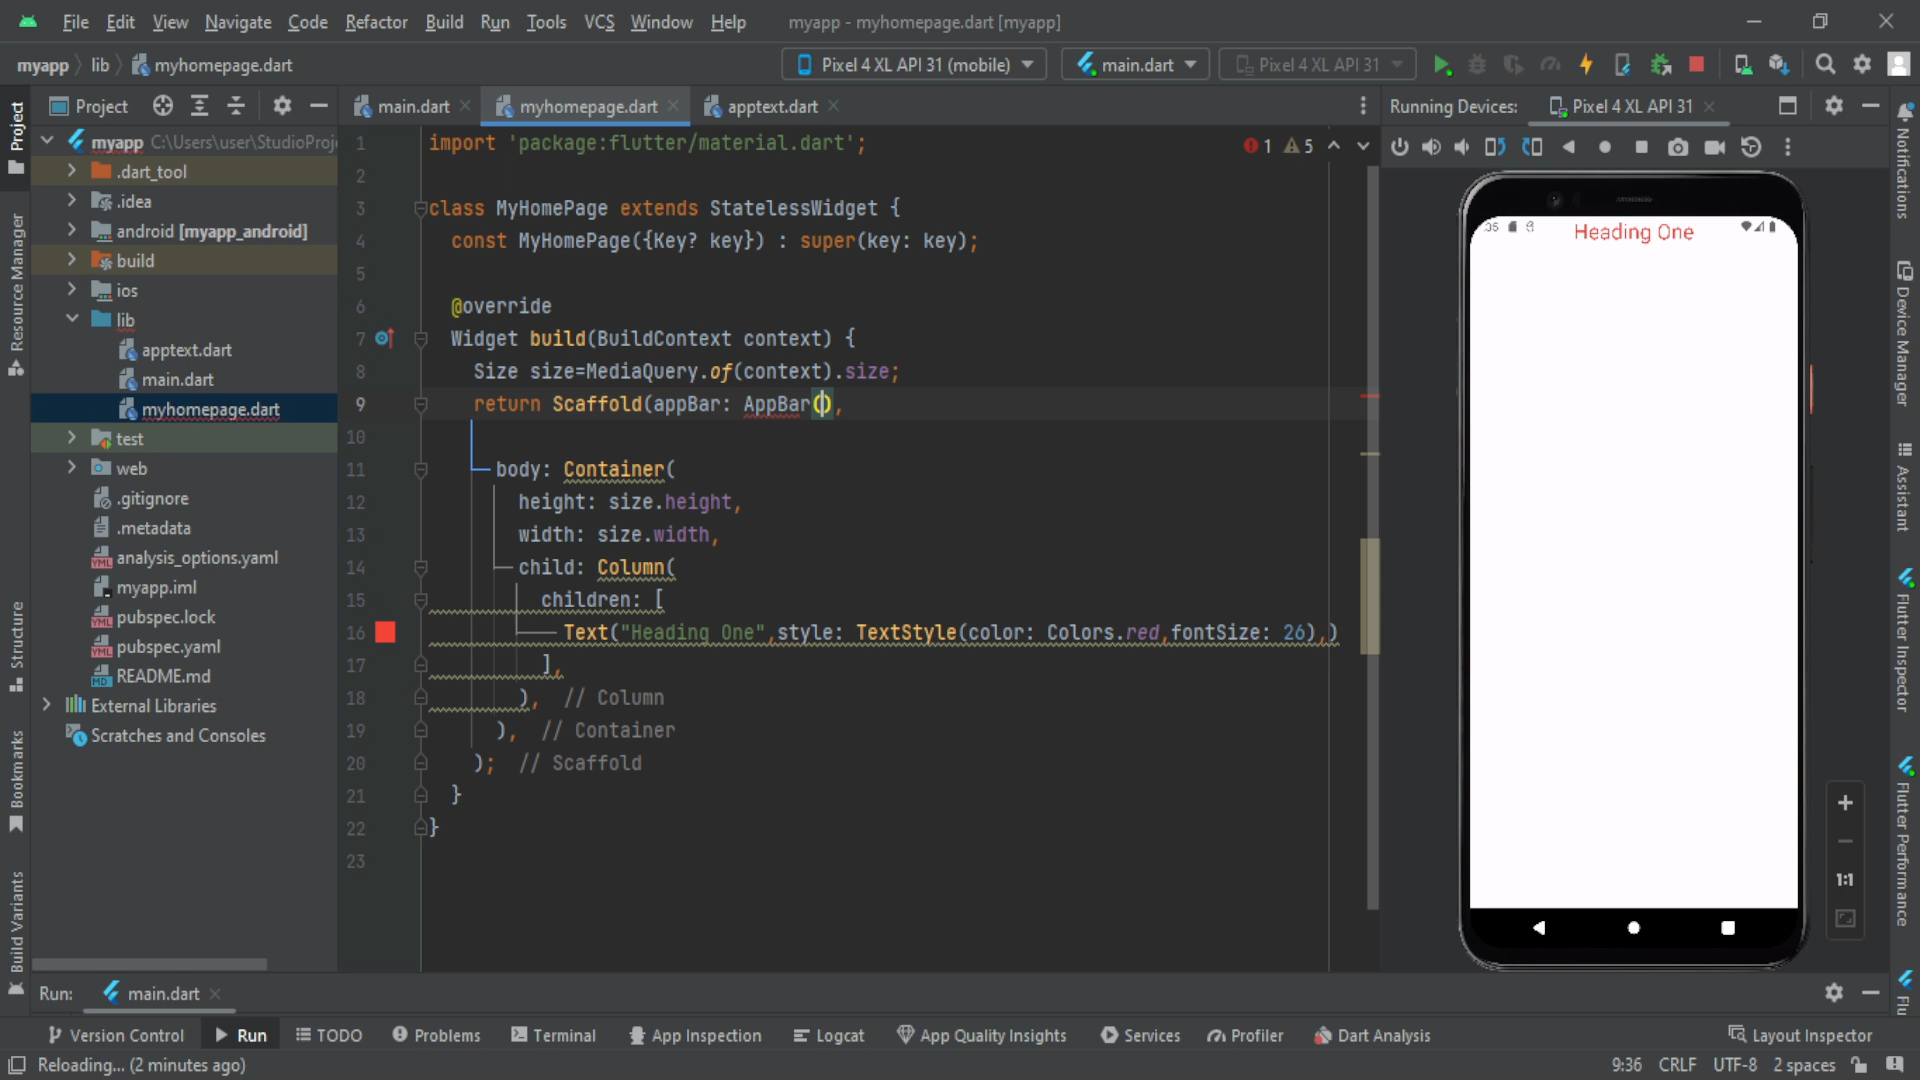 File Edit View Navigate Code Refactor Build Run Tools VCS Window Help myapp - myhomepage.dart [myapp]
myapp lib myhomepage.dart Pixel 4 XL API 31 (mobile) main.dart Pixel 4 XL API 31
Project main.dart myhomepage.dart apptext.dart Running Devices: Pixel 4 XL API 31
myapp C:\Users\user\StudioProj
.dart_tool
.idea
android [myapp_android]
build
ios
lib
apptext.dart
main.dart
myhomepage.dart
test
web
.gitignore
.metadata
analysis_options.yaml
myapp.iml
pubspec.lock
pubspec.yaml
README.md
External Libraries
Scratches and Consoles
Project
Resource Manager
Structure
Bookmarks
Build Variants
1 import 'package:flutter/material.dart';
2
3 class MyHomePage extends StatelessWidget {
4 const MyHomePage({Key? key}) : super(key: key);
5
6 @override
7 Widget build(BuildContext context) {
8 Size size=MediaQuery.of(context).size;
9 return Scaffold(appBar: AppBar(),
10
11 body: Container(
12 height: size.height,
13 width: size.width,
14 child: Column(
15 children: [
16 Text("Heading One",style: TextStyle(color: Colors.red,fontSize: 26),)
17 ],
18 ), // Column
19 ), // Container
20 ); // Scaffold
21 }
22 }
23
1 5
:35
Heading One
1:1
Notifications
Device Manager
Assistant
Flutter Inspector
Flutter Performance
Flu
Run: main.dart
Version Control Run TODO Problems Terminal App Inspection Logcat App Quality Insights Services Profiler Dart Analysis Layout Inspector
Reloading... (2 minutes ago) 9:36 CRLF UTF-8 2 spaces